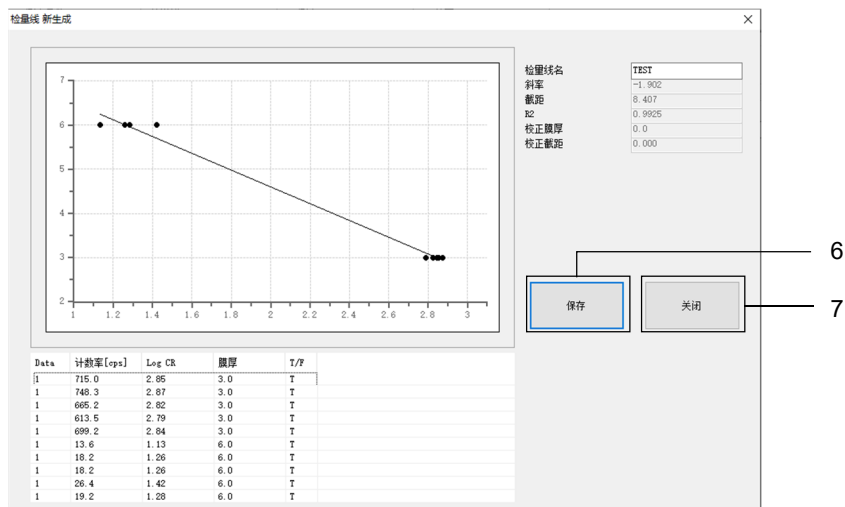 检量线 新生成
7
6
5
4
3
2
1 1.2 1.4 1.6 1.8 2 2.2 2.4 2.6 2.8 3
检量线名 TEST
斜率 -1.902
截距 8.407
R2 0.9925
校正膜厚 0.0
校正截距 0.000
保存 关闭
6
7
Data 计数率[cps] Log CR 膜厚 T/F
1 715.0 2.85 3.0 T
1 748.3 2.87 3.0 T
1 665.2 2.82 3.0 T
1 613.5 2.79 3.0 T
1 699.2 2.84 3.0 T
1 13.6 1.13 6.0 T
1 18.2 1.26 6.0 T
1 18.2 1.26 6.0 T
1 26.4 1.42 6.0 T
1 19.2 1.28 6.0 T